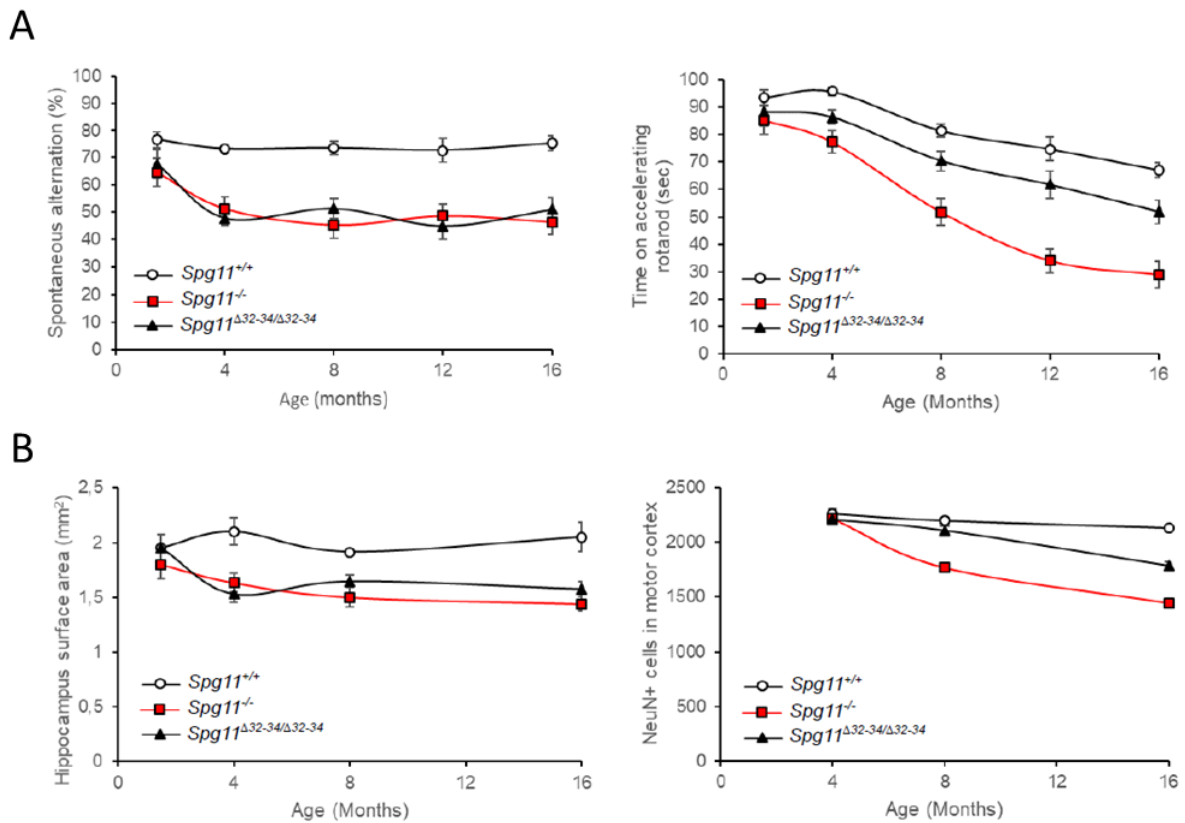 A
Spontaneous alternation (%)
100
90
80
70
60
50
40
30
20
10
0
0 4 8 12 16
Age (months)
Spg11+/+
Spg11-/-
Spg11Δ32-34/Δ32-34
Time on accelerating
rotarod (sec)
100
90
80
70
60
50
40
30
20
10
0
0 4 8 12 16
Age (Months)
Spg11+/+
Spg11-/-
Spg11Δ32-34/Δ32-34
B
Hippocampus surface area (mm2)
2,5
2
1,5
1
0,5
0
0 4 8 12 16
Age (Months)
Spg11+/+
Spg11-/-
Spg11Δ32-34/Δ32-34
NeuN+ cells in motor cortex
2500
2000
1500
1000
500
0
0 4 8 12 16
Age (Months)
Spg11+/+
Spg11-/-
Spg11Δ32-34/Δ32-34